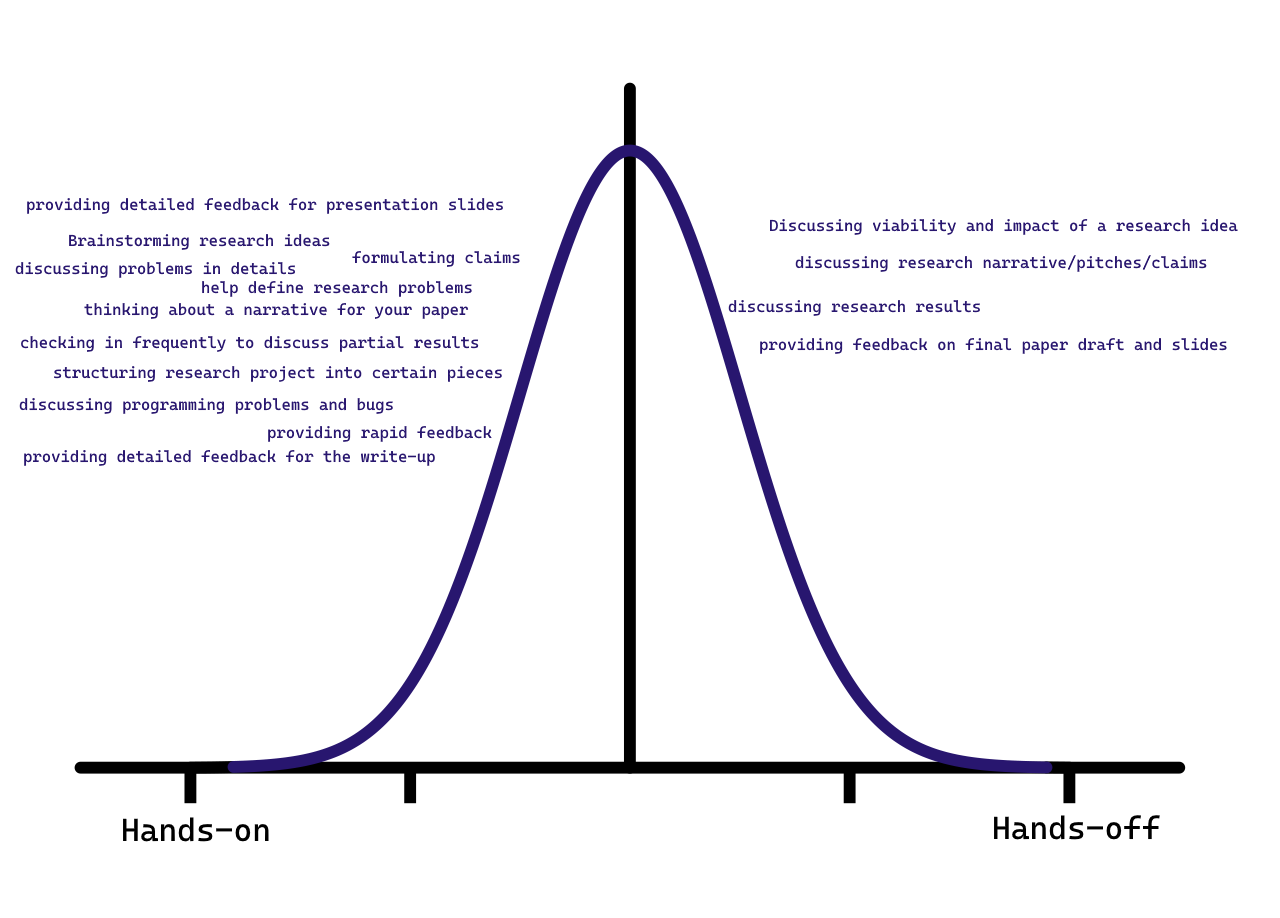 providing detailed feedback for presentation slides
Brainstorming research ideas
formulating claims
discussing problems in details
help define research problems
thinking about a narrative for your paper
checking in frequently to discuss partial results
structuring research project into certain pieces
discussing programming problems and bugs
providing rapid feedback
providing detailed feedback for the write-up
Discussing viability and impact of a research idea
discussing research narrative/pitches/claims
discussing research results
providing feedback on final paper draft and slides
Hands-on
Hands-off